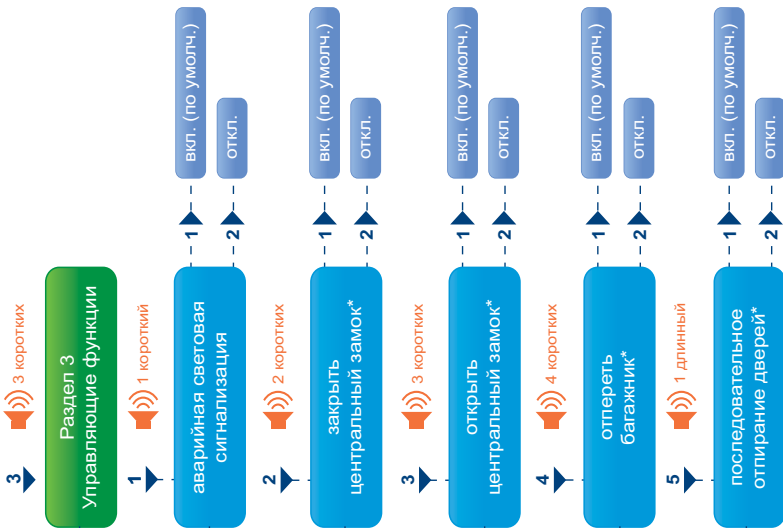 3
3 коротких
Раздел 3
Управляющие функции
1
1 короткий
аварийная световая
сигнализация
1
вкл. (по умолч.)
2
откл.
2
2 коротких
закрыть
центральный замок*
1
вкл. (по умолч.)
2
откл.
3
3 коротких
открыть
центральный замок*
1
вкл. (по умолч.)
2
откл.
4
4 коротких
отпереть
багажник*
1
вкл. (по умолч.)
2
откл.
5
1 длинный
последовательное
отпирание дверей*
1
вкл. (по умолч.)
2
откл.